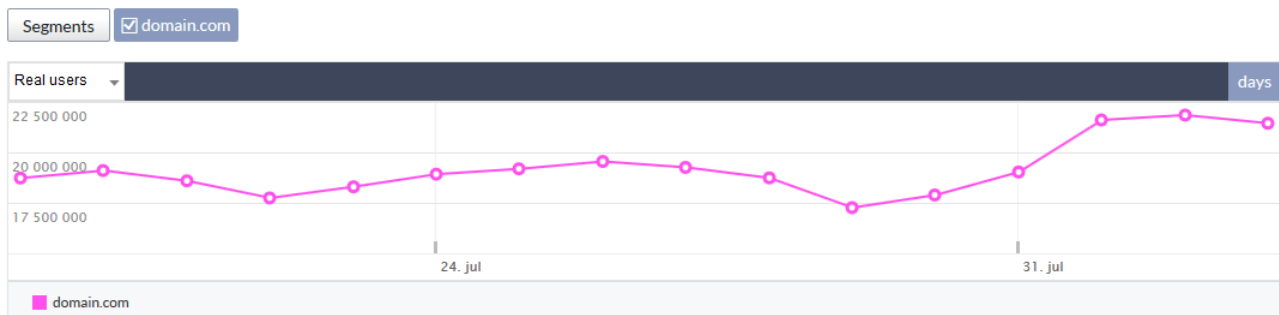 Segments domain.com
Real users days
22 500 000
20 000 000
17 500 000
24. jul 31. jul
domain.com